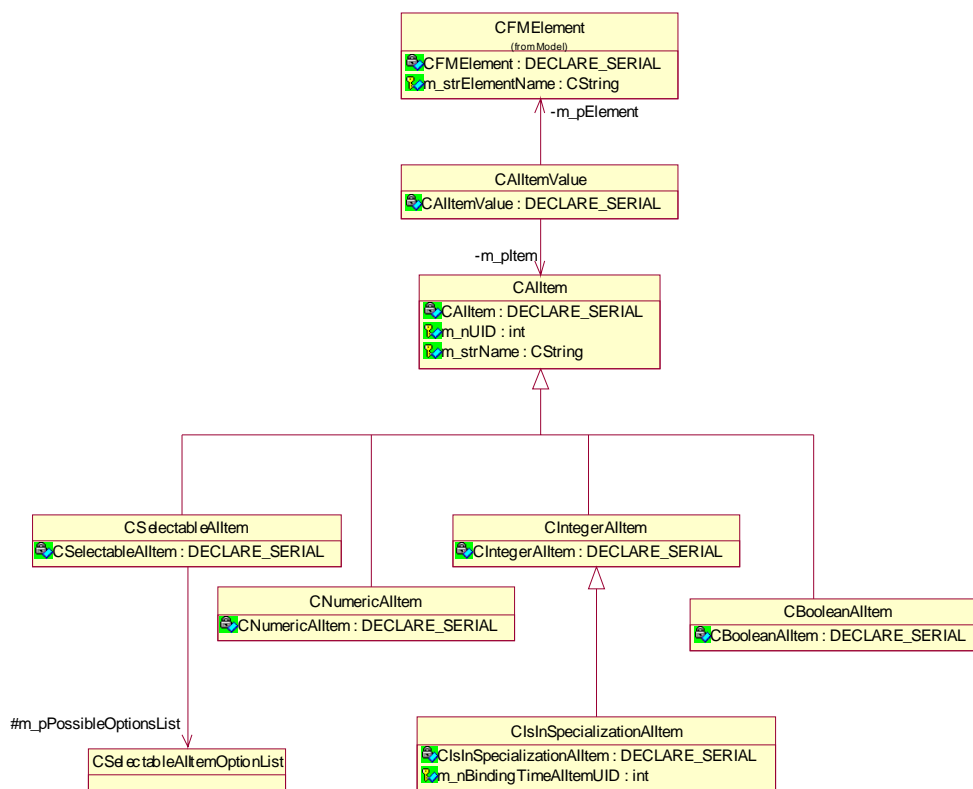 CFMElement
(from Model)
CFMElement : DECLARE_SERIAL
m_strElementName : CString
-m_pElement
CAIItemValue
CAIItemValue : DECLARE_SERIAL
-m_pItem
CAIItem
CAIItem : DECLARE_SERIAL
m_nUID : int
m_strName : CString
CSelectableAIItem
CSelectableAIItem : DECLARE_SERIAL
CIntegerAIItem
CIntegerAIItem : DECLARE_SERIAL
CNumericAIItem
CNumericAIItem : DECLARE_SERIAL
CBooleanAIItem
CBooleanAIItem : DECLARE_SERIAL
#m_pPossibleOptionsList
CSelectableAIItemOptionList
CIsInSpecializationAIItem
CIsInSpecializationAIItem : DECLARE_SERIAL
m_nBindingTimeAIItemUID : int